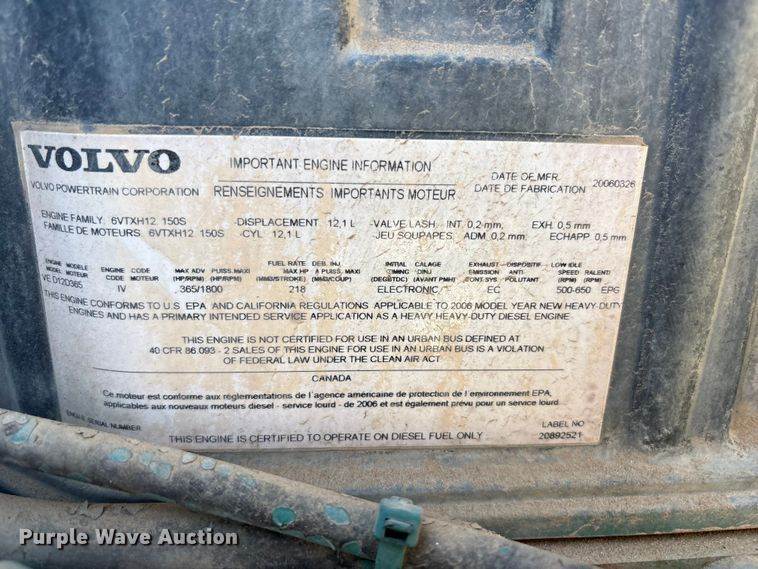 VOLVO
IMPORTANT ENGINE INFORMATION
DATE OF MFR. 20060326
VOLVO POWERTRAIN CORPORATION
RENSEIGNEMENTS IMPORTANTS MOTEUR
DATE DE FABRICATION
ENGINE FAMILY: 6VTXH12 150S -DISPLACEMENT 12,1 L -VALVE LASH: INT. 0,2 mm, EXH. 0,5 mm
FAMILLE DE MOTEURS: 6VTXH12 150S -CYL 12,1 L -JEU SOUPAPES: ADM. 0,2 mm, ECHAPP. 0,5 mm
ENGINE MODELE ENGINE CODE MAX ADV PUISS.MAXI FUEL RATE DEB. INJ. INITIAL CALAGE EXHAUST DISPOSITIF LOW IDLE
MODEL MOTEUR CODE MOTEUR (HP/RPM) (HP/RPM) MAX HP A PUISS. MAXI TIMING D'INJ. EMISSION ANTI SPEED RALENTI
(MM3/STROKE) (MM3/COUP) (DEGBTDC) (AVANT PMH) CONT.SYS POLLUTANT (RPM) (RPM)
VE D12D365 IV 365/1800 218 ELECTRONIC EC 500-650 EPG
THIS ENGINE CONFORMS TO U.S EPA AND CALIFORNIA REGULATIONS APPLICABLE TO 2006 MODEL YEAR NEW HEAVY-DUTY
ENGINES AND HAS A PRIMARY INTENDED SERVICE APPLICATION AS A HEAVY HEAVY-DUTY DIESEL ENGINE
THIS ENGINE IS NOT CERTIFIED FOR USE IN AN URBAN BUS DEFINED AT
40 CFR 86.093 - 2 SALES OF THIS ENGINE FOR USE IN AN URBAN BUS IS A VIOLATION
OF FEDERAL LAW UNDER THE CLEAN AIR ACT
CANADA
Ce moteur est conforme aux reglementations de l'agence américaine de protection de l'environnement EPA,
applicables aux nouveaux moteurs diesel - service lourd - de 2006 et est également prévu pour un service lourd.
ENGINE SERIAL NUMBER
LABEL NO
THIS ENGINE IS CERTIFIED TO OPERATE ON DIESEL FUEL ONLY
20892521
Purple Wave Auction